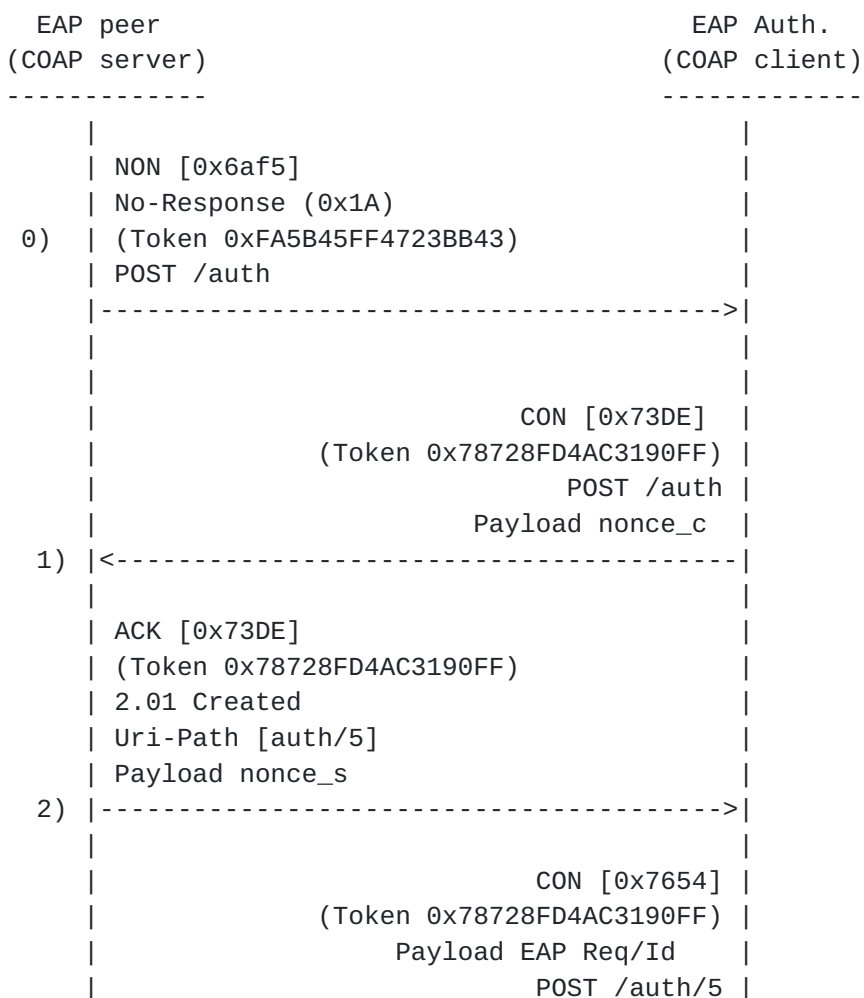 EAP peer                                  EAP Auth.
(COAP server)                             (COAP client)
-------------                             -------------
     |                                         |
     | NON [0x6af5]                            |
     | No-Response (0x1A)                      |
 0)  | (Token 0xFA5B45FF4723BB43)              |
     | POST /auth                              |
     |---------------------------------------->|
     |                                         |
     |                                         |
     |                           CON [0x73DE]  |
     |              (Token 0x78728FD4AC3190FF) |
     |                              POST /auth |
     |                        Payload nonce_c  |
  1) |<----------------------------------------|
     |                                         |
     | ACK [0x73DE]                            |
     | (Token 0x78728FD4AC3190FF)              |
     | 2.01 Created                            |
     | Uri-Path [auth/5]                       |
     | Payload nonce_s                         |
  2) |---------------------------------------->|
     |                                         |
     |                            CON [0x7654] |
     |              (Token 0x78728FD4AC3190FF) |
     |                   Payload EAP Req/Id    |
     |                            POST /auth/5 |